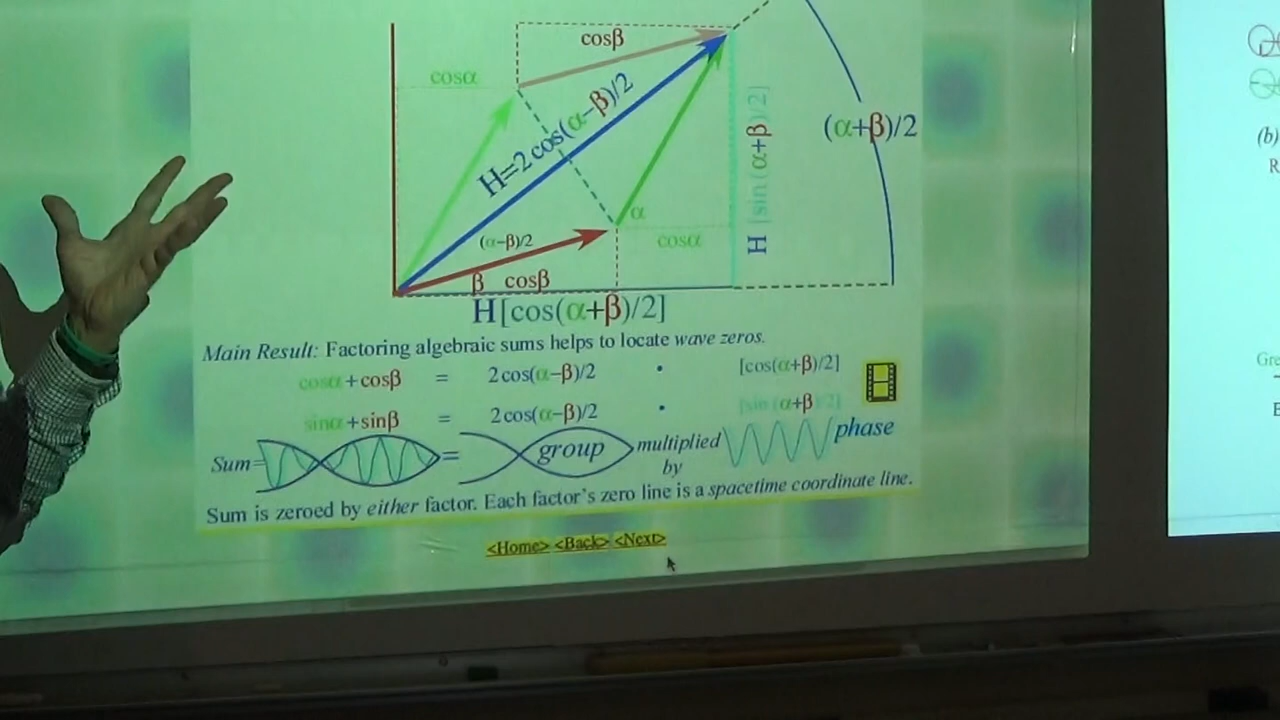 cosβ
cosα
H=2cos(α−β)/2
(α+β)/2
H [sin(α+β)/2]
α
(α−β)/2
cosα
β cosβ
H[cos(α+β)/2]
Main Result: Factoring algebraic sums helps to locate wave zeros.
cosα+cosβ = 2cos(α−β)/2 • [cos(α+β)/2]
sinα+sinβ = 2cos(α−β)/2 • [sin(α+β)/2]
Sum= = group multiplied by phase
Sum is zeroed by either factor. Each factor's zero line is a spacetime coordinate line.
<Home> <Back> <Next>
(b)
R
Gre
E